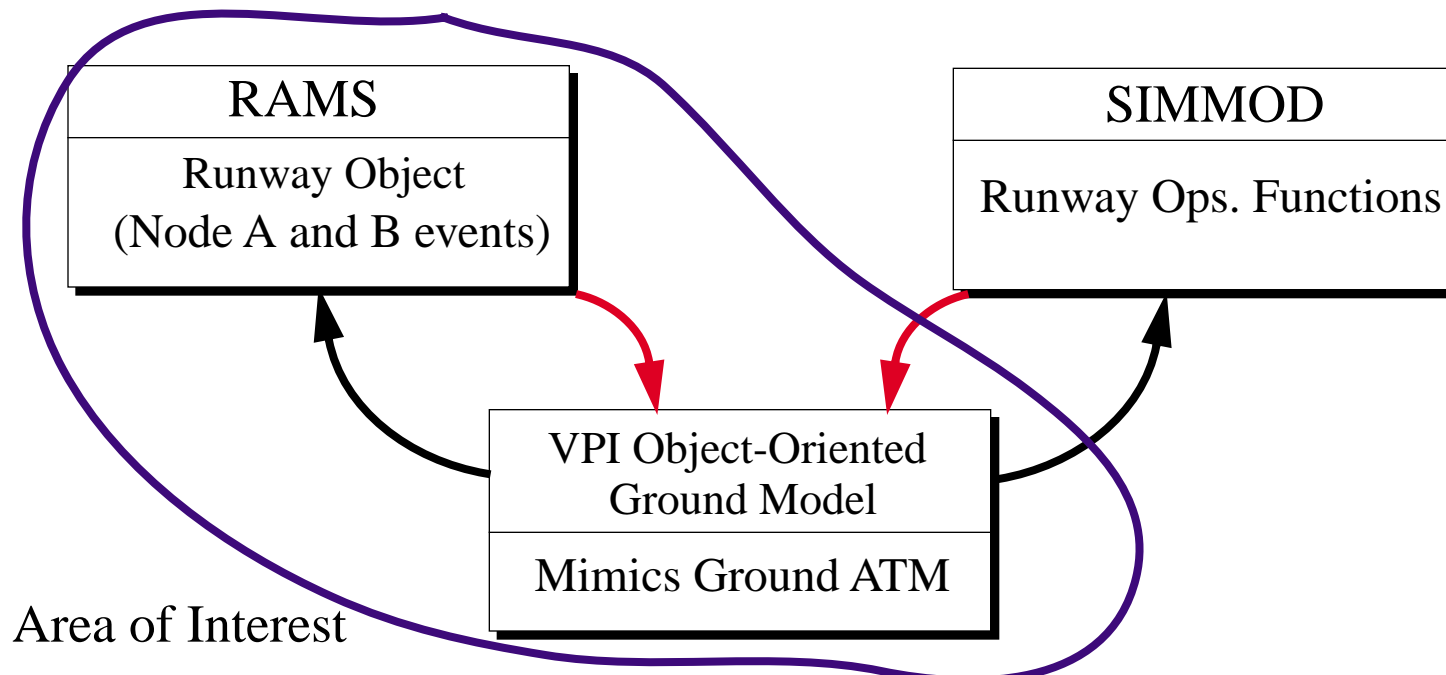 RAMS
Runway Object
(Node A and B events)
SIMMOD
Runway Ops. Functions
VPI Object-Oriented
Ground Model
Mimics Ground ATM
Area of Interest